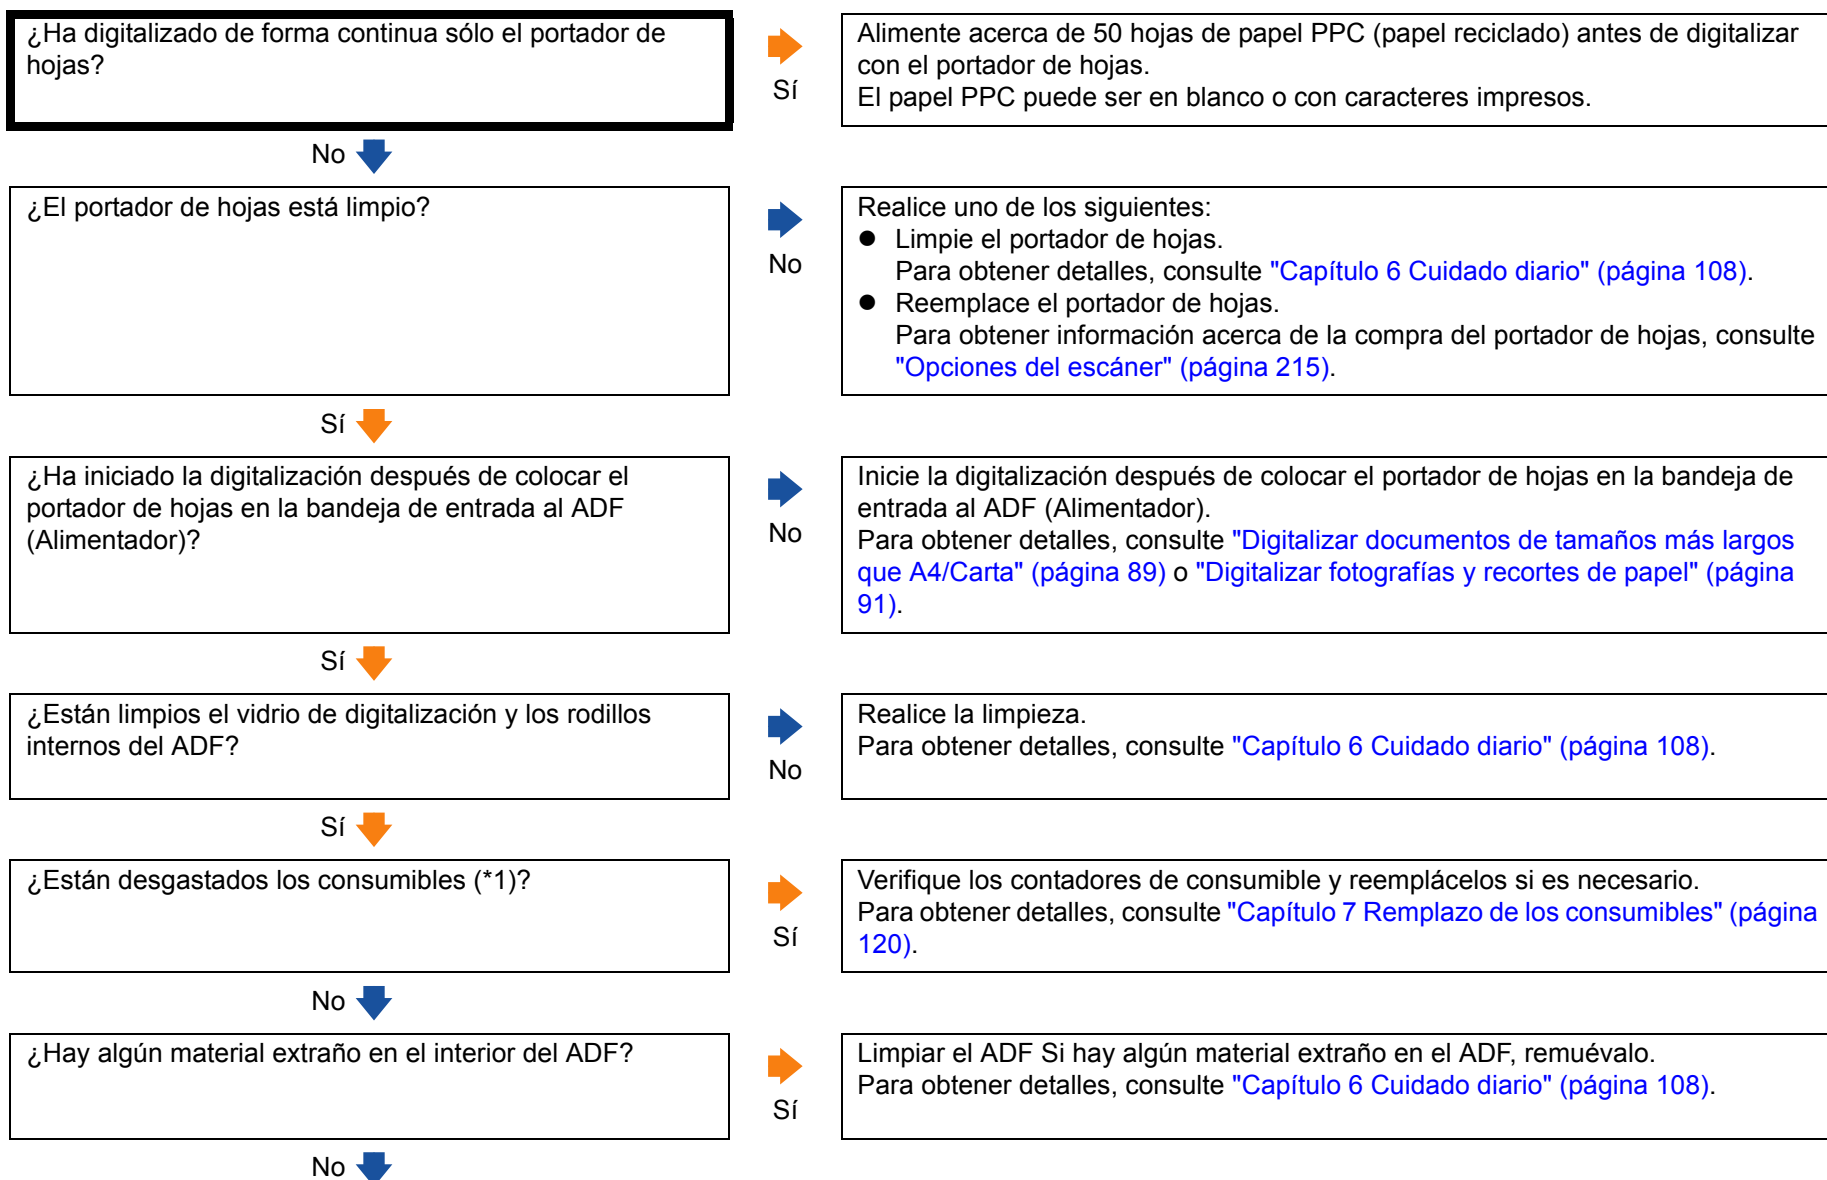 ¿Ha digitalizado de forma continua sólo el portador de
hojas?
Sí
Alimente acerca de 50 hojas de papel PPC (papel reciclado) antes de digitalizar
con el portador de hojas.
El papel PPC puede ser en blanco o con caracteres impresos.
No
¿El portador de hojas está limpio?
No
Realice uno de los siguientes:
● Limpie el portador de hojas.
Para obtener detalles, consulte "Capítulo 6 Cuidado diario" (página 108).
● Reemplace el portador de hojas.
Para obtener información acerca de la compra del portador de hojas, consulte
"Opciones del escáner" (página 215).
Sí
¿Ha iniciado la digitalización después de colocar el
portador de hojas en la bandeja de entrada al ADF
(Alimentador)?
No
Inicie la digitalización después de colocar el portador de hojas en la bandeja de
entrada al ADF (Alimentador).
Para obtener detalles, consulte "Digitalizar documentos de tamaños más largos
que A4/Carta" (página 89) o "Digitalizar fotografías y recortes de papel" (página
91).
Sí
¿Están limpios el vidrio de digitalización y los rodillos
internos del ADF?
No
Realice la limpieza.
Para obtener detalles, consulte "Capítulo 6 Cuidado diario" (página 108).
Sí
¿Están desgastados los consumibles (*1)?
Sí
Verifique los contadores de consumible y reemplácelos si es necesario.
Para obtener detalles, consulte "Capítulo 7 Remplazo de los consumibles" (página
120).
No
¿Hay algún material extraño en el interior del ADF?
Sí
Limpiar el ADF Si hay algún material extraño en el ADF, remuévalo.
Para obtener detalles, consulte "Capítulo 6 Cuidado diario" (página 108).
No